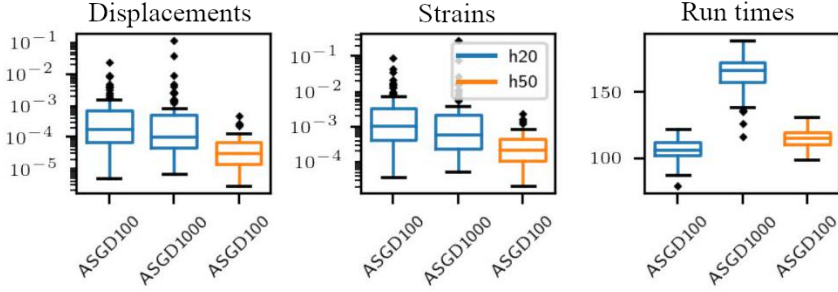 Displacements
10⁻¹
10⁻²
10⁻³
10⁻⁴
10⁻⁵
ASGD100
ASGD1000
ASGD100
Strains
10⁻¹
10⁻²
10⁻³
10⁻⁴
h20
h50
ASGD100
ASGD1000
ASGD100
Run times
150
100
ASGD100
ASGD1000
ASGD100